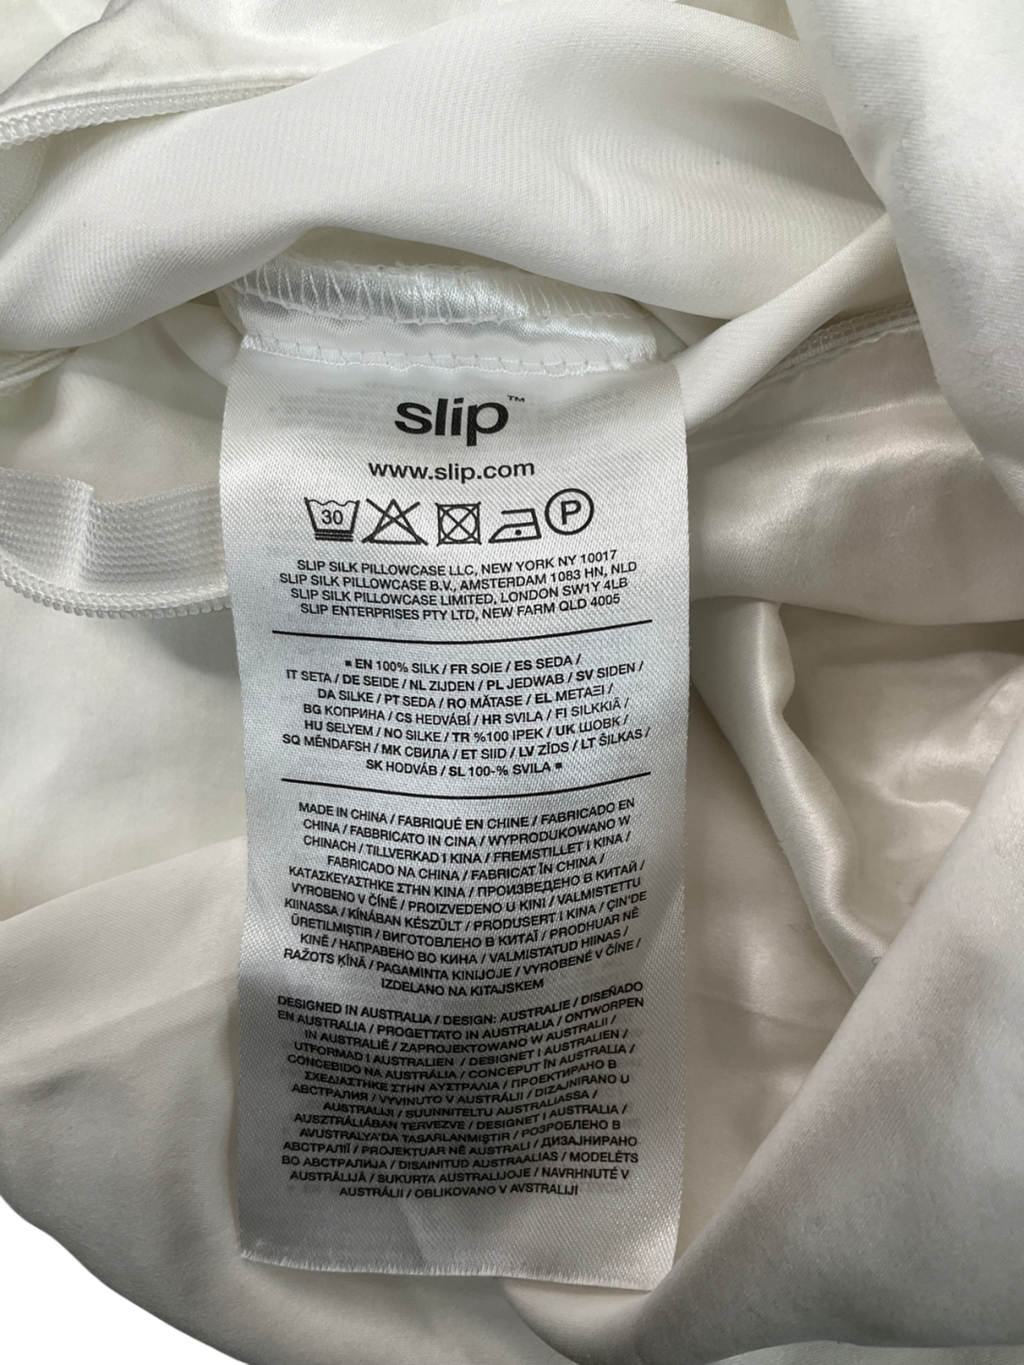 slip™
www.slip.com
30 P
SLIP SILK PILLOWCASE LLC, NEW YORK NY 10017
SLIP SILK PILLOWCASE B.V., AMSTERDAM 1083 HN, NLD
SLIP SILK PILLOWCASE LIMITED, LONDON SW1Y 4LB
SLIP ENTERPRISES PTY LTD, NEW FARM QLD 4005
▪ EN 100% SILK / FR SOIE / ES SEDA /
IT SETA / DE SEIDE / NL ZIJDEN / PL JEDWAB / SV SIDEN /
DA SILKE / PT SEDA / RO MĂTASE / EL ΜΕΤΑΞΙ /
BG КОПРИНА / CS HEDVÁBÍ / HR SVILA / FI SILKKIÄ /
HU SELYEM / NO SILKE / TR %100 IPEK / UK ШОВК /
SQ MËNDAFSH / MK СВИЛА / ET SIID / LV ZĪDS / LT ŠILKAS /
SK HODVÁB / SL 100-% SVILA ▪
MADE IN CHINA / FABRIQUÉ EN CHINE / FABRICADO EN
CHINA / FABBRICATO IN CINA / WYPRODUKOWANO W
CHINACH / TILLVERKAD I KINA / FREMSTILLET I KINA /
FABRICADO NA CHINA / FABRICAT ÎN CHINA /
ΚΑΤΑΣΚΕΥΑΣΤΗΚΕ ΣΤΗΝ ΚΙΝΑ / ПРОИЗВЕДЕНО В КИТАЙ /
VYROBENO V ČÍNĚ / PROIZVEDENO U KINI / VALMISTETTU
KIINASSA / KÍNÁBAN KÉSZÜLT / PRODUSERT I KINA / ÇIN'DE
ÜRETILMIŞTIR / ВИГОТОВЛЕНО В КИТАЇ / PRODHUAR NË
KINË / НАПРАВЕНО ВО КИНА / VALMISTATUD HIINAS /
RAŽOTS ĶĪNĀ / PAGAMINTA KINIJOJE / VYROBENÉ V ČÍNE /
IZDELANO NA KITAJSKEM
DESIGNED IN AUSTRALIA / DESIGN: AUSTRALIE / DISEÑADO
EN AUSTRALIA / PROGETTATO IN AUSTRALIA / ONTWORPEN
IN AUSTRALIË / ZAPROJEKTOWANO W AUSTRALII /
UTFORMAD I AUSTRALIEN / DESIGNET I AUSTRALIEN /
CONCEBIDO NA AUSTRÁLIA / CONCEPUT ÎN AUSTRALIA /
ΣΧΕΔΙΑΣΤΗΚΕ ΣΤΗΝ ΑΥΣΤΡΑΛΙΑ / ПРОЕКТИРАНО В
АВСТРАЛИЯ / VYVINUTO V AUSTRÁLII / DIZAJNIRANO U
AUSTRALIJI / SUUNNITELTU AUSTRALIASSA /
AUSZTRÁLIÁBAN TERVEZVE / DESIGNET I AUSTRALIA /
AVUSTRALYA'DA TASARLANMIŞTIR / РОЗРОБЛЕНО В
АВСТРАЛІЇ / PROJEKTUAR NË AUSTRALI / ДИЗАЈНИРАНО
ВО АВСТРАЛИЈА / DISAINITUD AUSTRAALIAS / MODELĒTS
AUSTRĀLIJĀ / SUKURTA AUSTRALIJOJE / NAVRHNUTÉ V
AUSTRÁLII / OBLIKOVANO V AVSTRALIJI